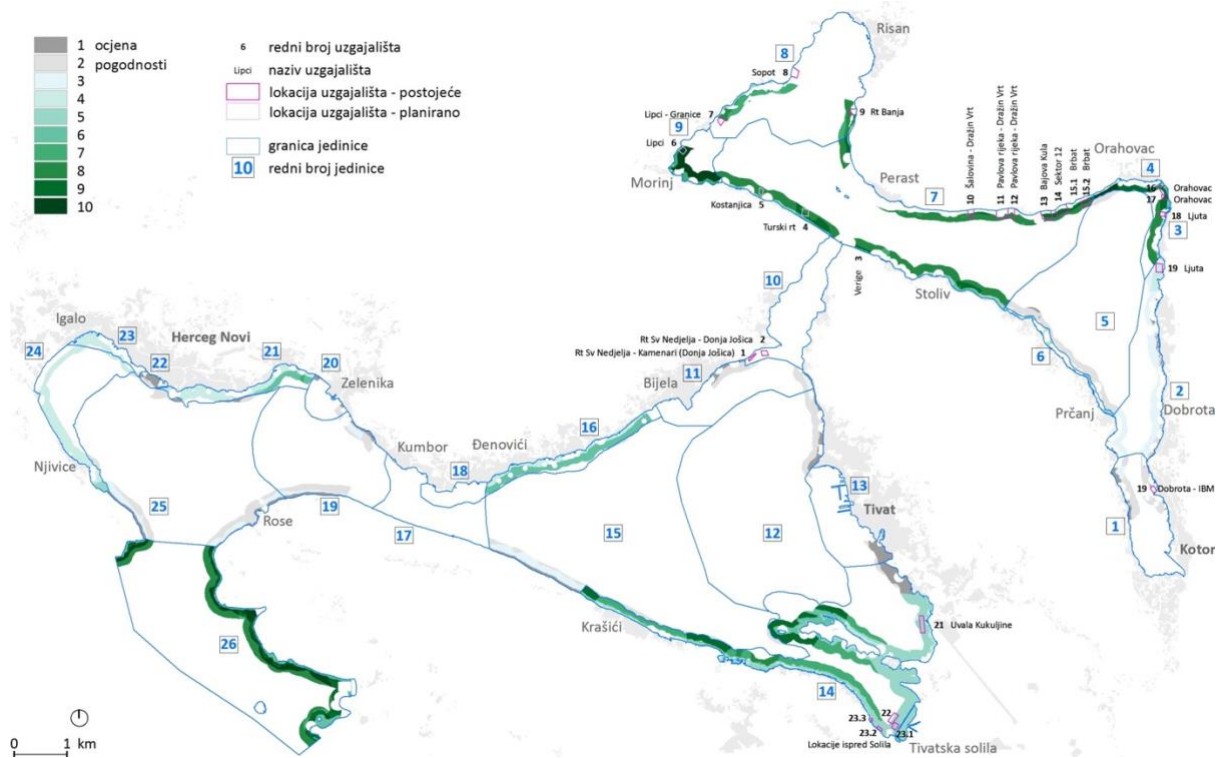 1 ocjena
2 pogodnosti
3
4
5
6
7
8
9
10
6 redni broj uzgajališta
Lipci naziv uzgajališta
lokacija uzgajališta - postojeće
lokacija uzgajališta - planirano
granica jedinice
10 redni broj jedinice
Risan
8
Sopot 8
Lipci - Granice 7
9
Lipci 6
Morinj
9 Rt Banja
Perast
7
10 Šalovina - Dražin Vrt
11 Pavlova rijeka - Dražin Vrt
12 Pavlova rijeka - Dražin Vrt
13 Bajova Kula
14 Sektor 12
15.1 Brbat
15.2 Brbat
Orahovac
4
16 Orahovac
17 Orahovac
18 Ljuta
3
19 Ljuta
Kostanjica
5
Turski rt 4
Verige 3
Stoliv
10
5
6
Prčanj
2
Dobrota
19 Dobrota - IBM
1
Kotor
Igalo
24
23
Herceg Novi
22
21
20
Zelenika
Rt Sv Nedjelja - Donja Jošica 2
Rt Sv Nedjelja - Kamenari (Donja Jošica) 1
Bijela
11
16
Kumbor
Đenovići
18
Njivice
25
Rose
19
17
15
12
13
Tivat
Krašići
21 Uvala Kukuljine
26
14
22
23.3
23.2
23.1
Lokacije ispred Solila
Tivatska solila
0 1 km